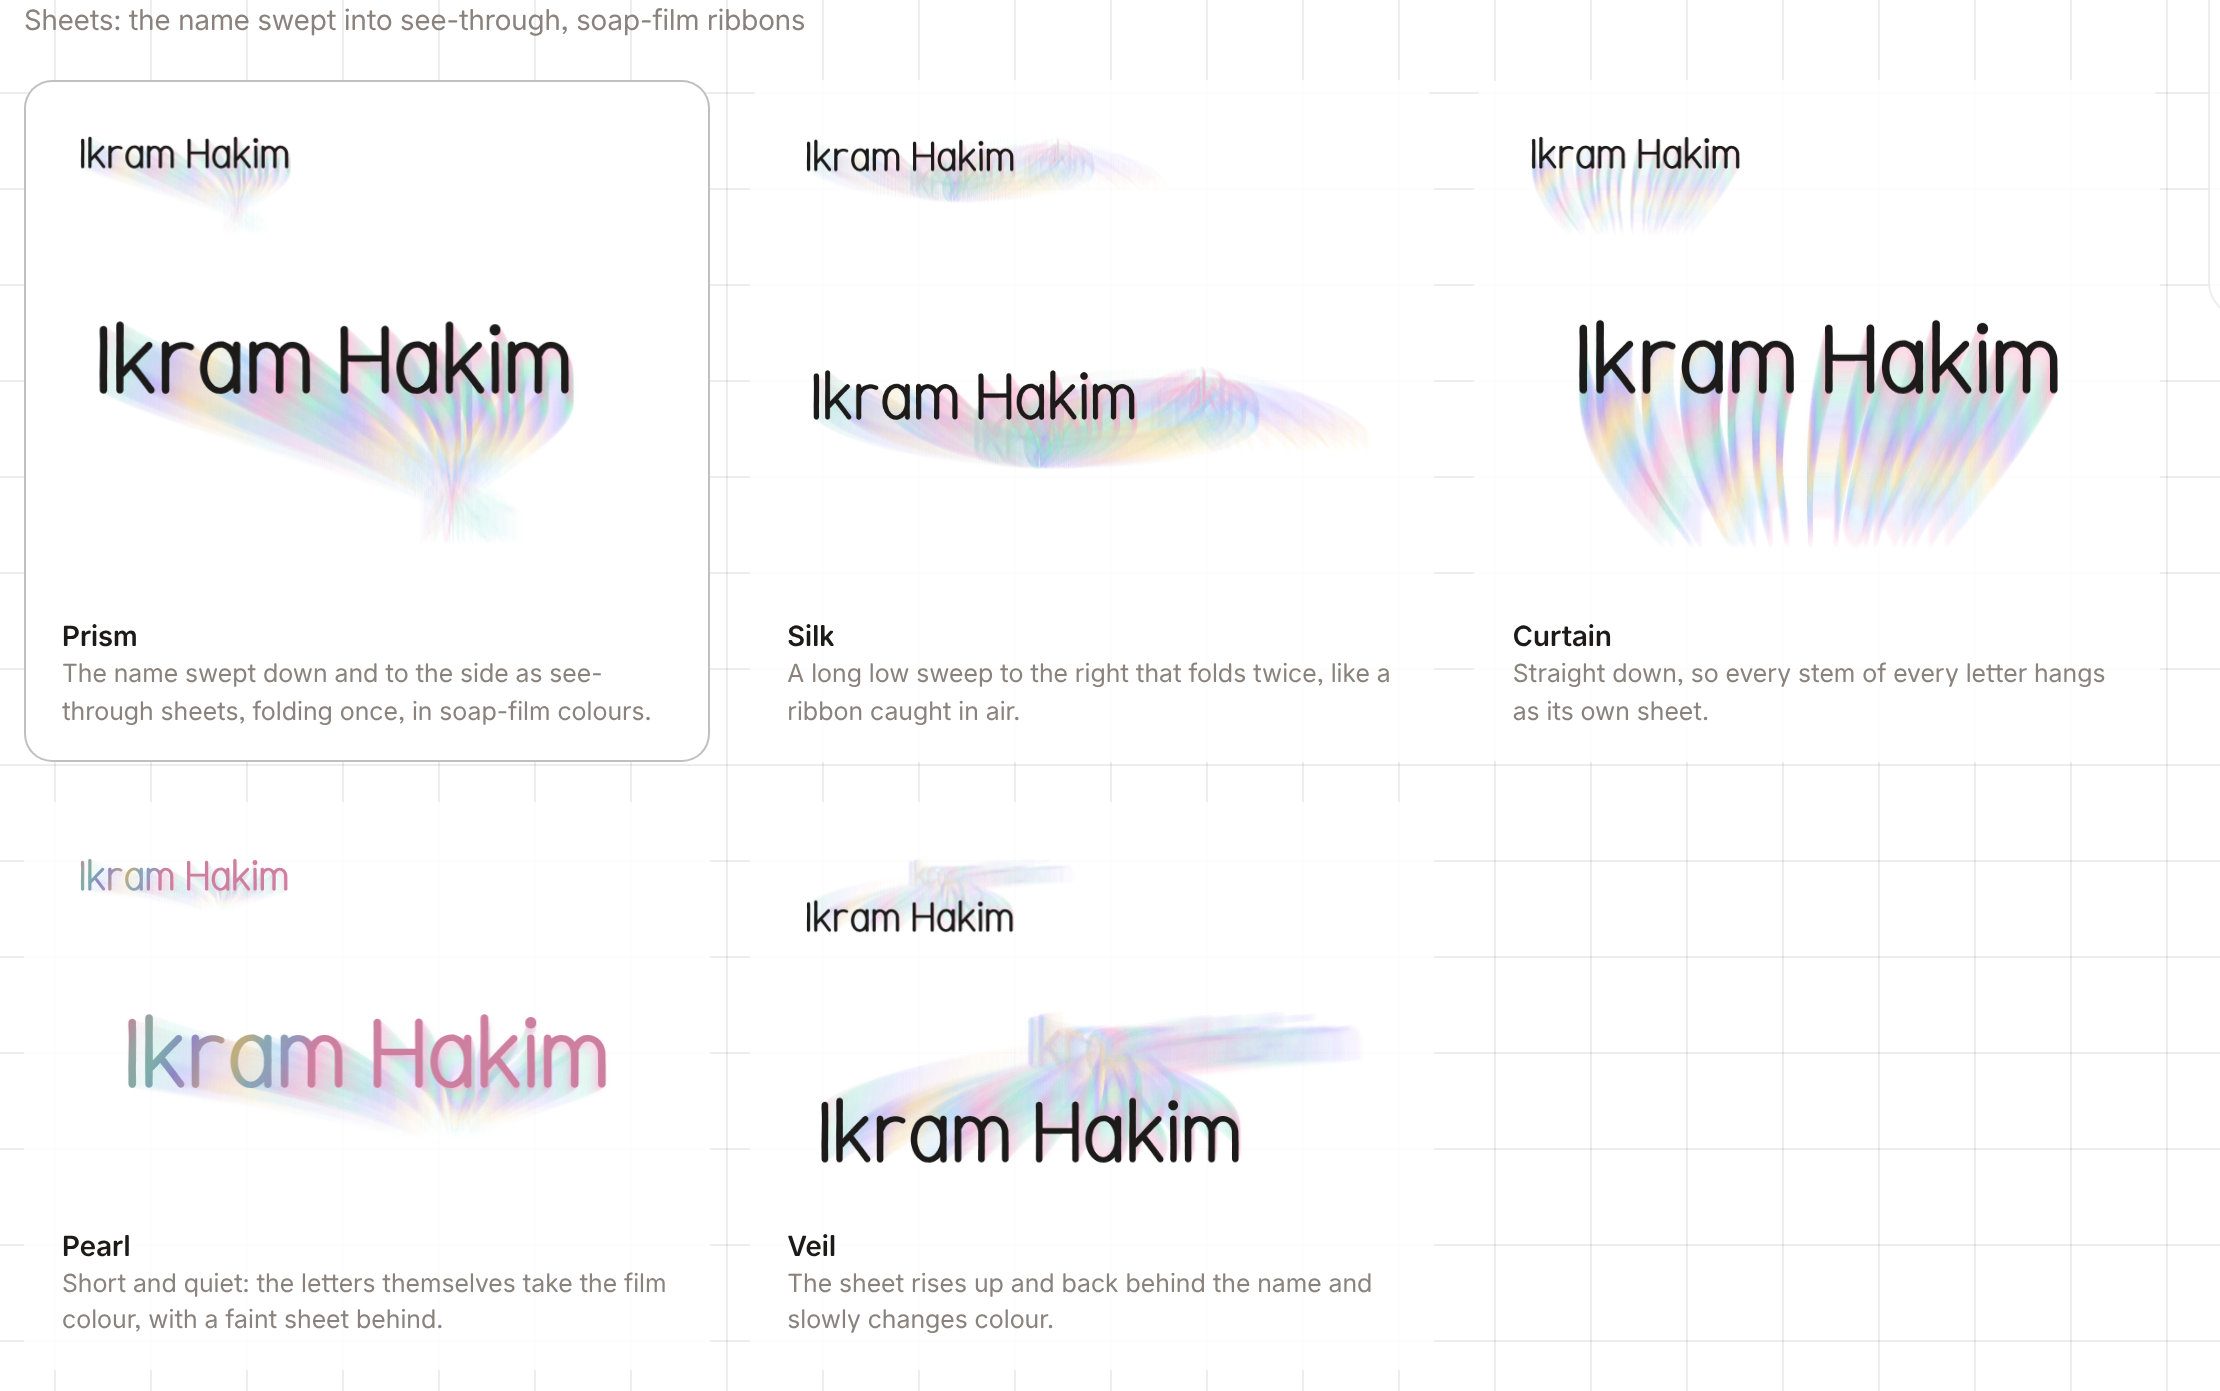 Sheets: the name swept into see-through, soap-film ribbons
Ikram Hakim
Ikram Hakim
Prism
The name swept down and to the side as see-
through sheets, folding once, in soap-film colours.
Ikram Hakim
Ikram Hakim
Silk
A long low sweep to the right that folds twice, like a
ribbon caught in air.
Ikram Hakim
Ikram Hakim
Curtain
Straight down, so every stem of every letter hangs
as its own sheet.
Ikram Hakim
Ikram Hakim
Pearl
Short and quiet: the letters themselves take the film
colour, with a faint sheet behind.
Ikram Hakim
Ikram Hakim
Veil
The sheet rises up and back behind the name and
slowly changes colour.